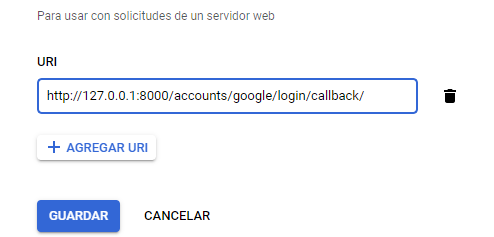 Para usar con solicitudes de un servidor web
URI
http://127.0.0.1:8000/accounts/google/login/callback/
AGREGAR URI
GUARDAR CANCELAR